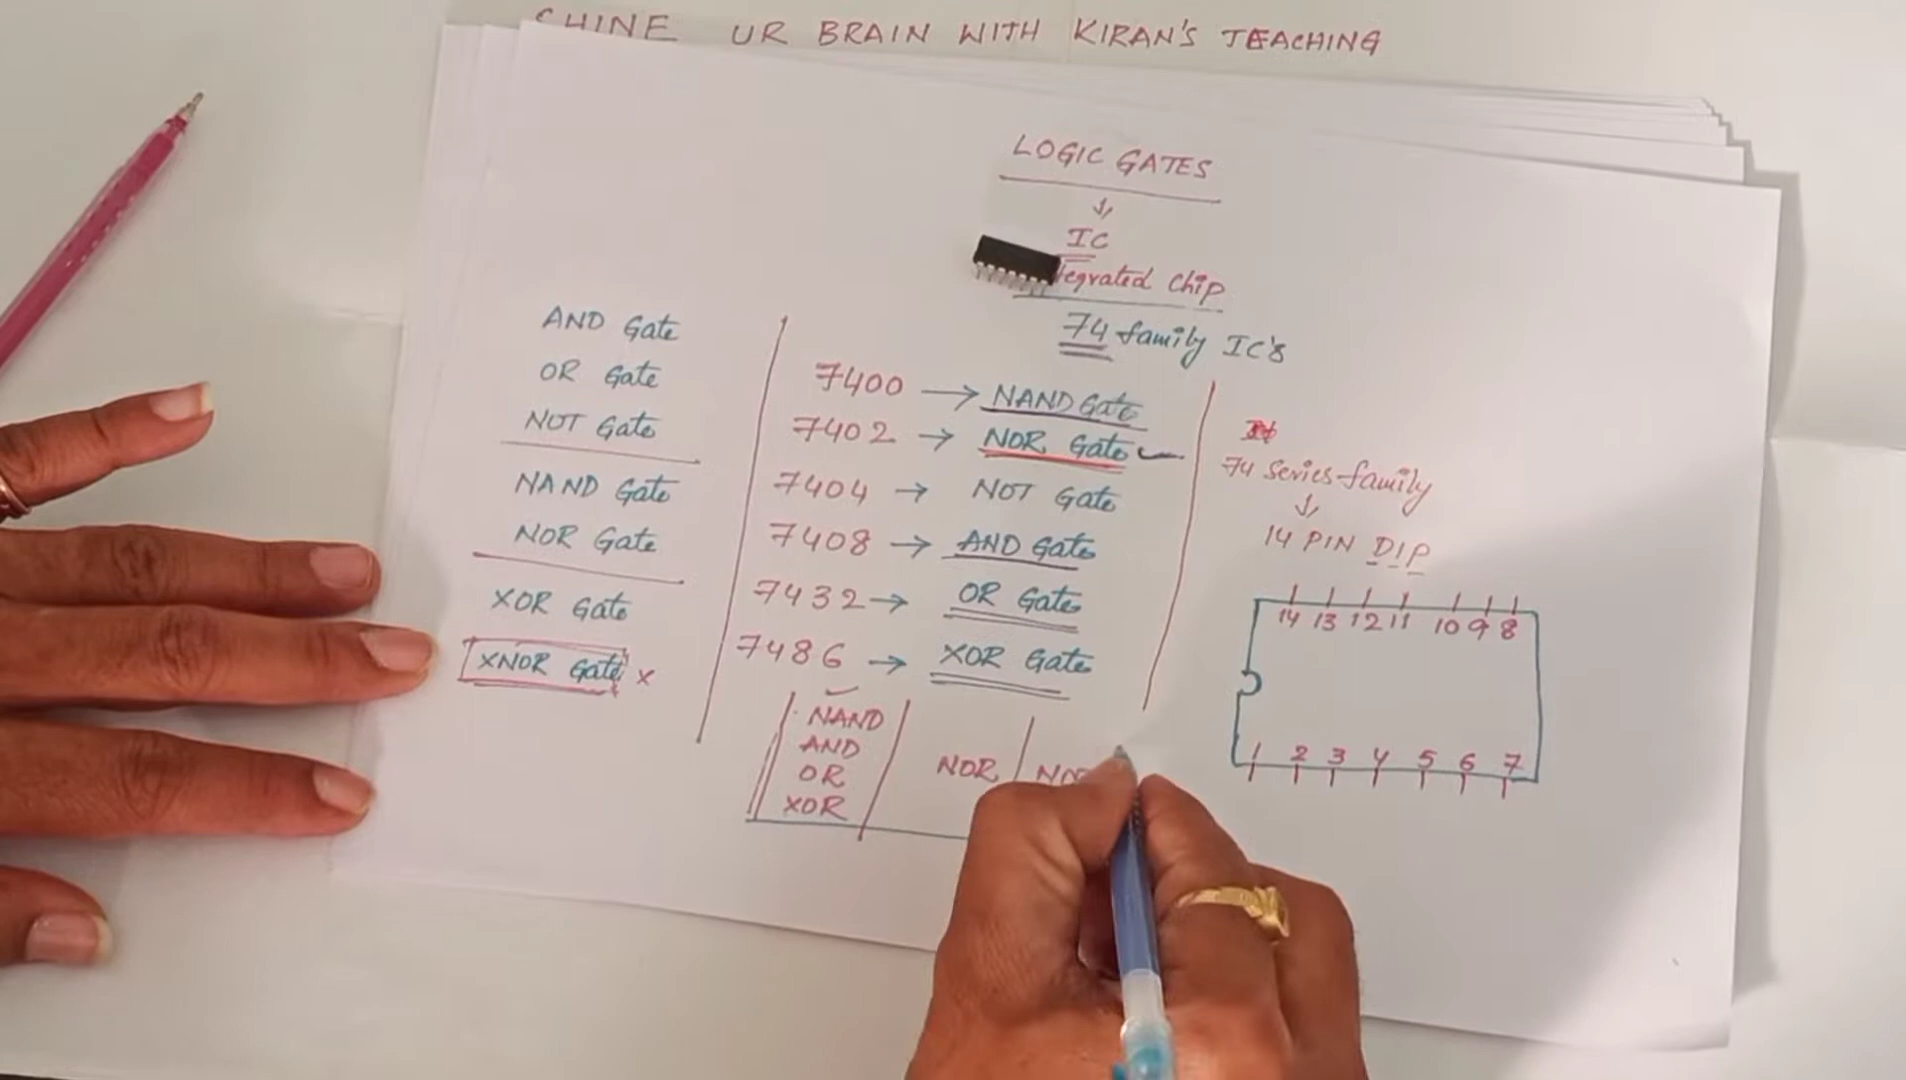 SHINE UR BRAIN WITH KIRAN'S TEACHING
LOGIC GATES
IC
tegrated Chip
74 family IC's
AND Gate
OR Gate
NOT Gate
NAND Gate
NOR Gate
XOR Gate
XNOR Gate x
7400 → NAND Gate
7402 → NOR Gate
7404 → NOT Gate
7408 → AND Gate
7432 → OR Gate
7486 → XOR Gate
NAND
AND
OR
XOR
NOR
74 Series family
14 PIN DIP
14 13 12 11 10 9 8
1 2 3 4 5 6 7